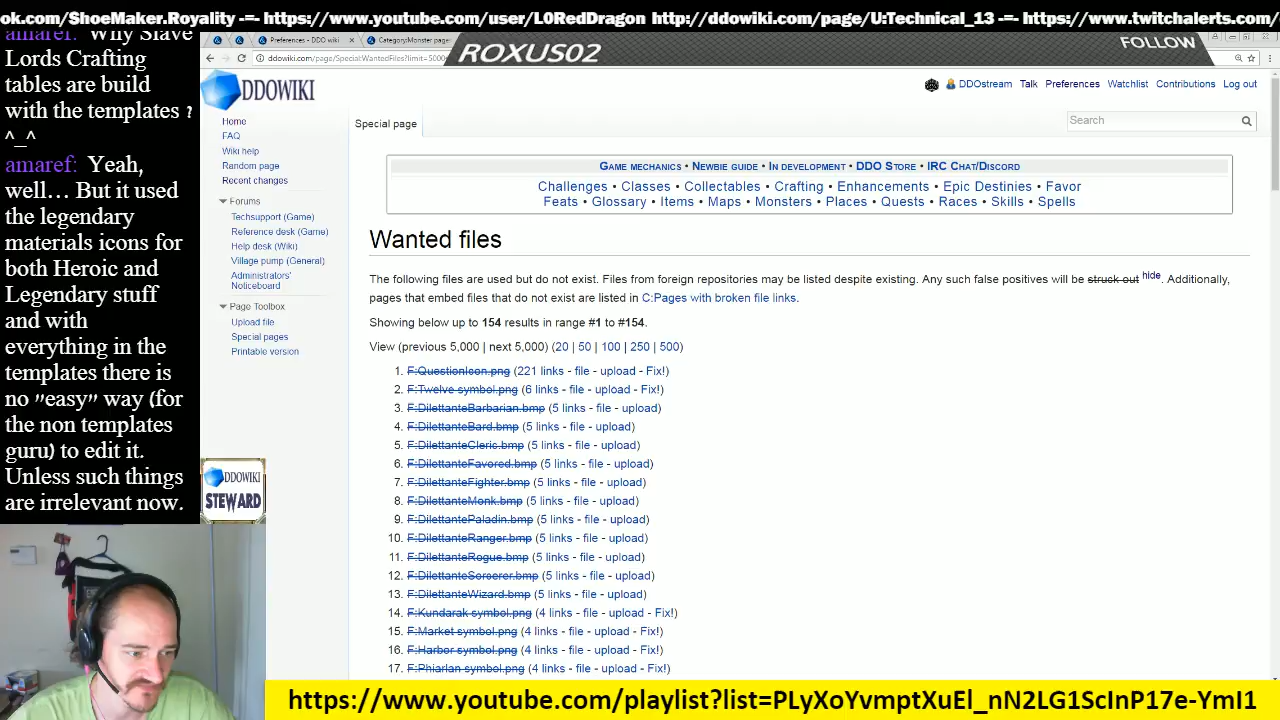 ok.com/ShoeMaker.Royality -=- https://www.youtube.com/user/L0RedDragon http://ddowiki.com/page/U:Technical_13 -=- https://www.twitchalerts.com/
amaref: Why Slave
Lords Crafting
tables are build
with the templates ?
^_^
amaref: Yeah,
well... But it used
the legendary
materials icons for
both Heroic and
Legendary stuff
and with
everything in the
templates there is
no "easy" way (for
the non templates
guru) to edit it.
Unless such things
are irrelevant now.
Preferences - DDO wiki
Category:Monster page
ROXUS02
FOLLOW
ddowiki.com/page/Special:WantedFiles?limit=5000
DDOWIKI
DDOstream Talk Preferences Watchlist Contributions Log out
Home
FAQ
Wiki help
Random page
Recent changes
Forums
Techsupport (Game)
Reference desk (Game)
Help desk (Wiki)
Village pump (General)
Administrators'
Noticeboard
Page Toolbox
Upload file
Special pages
Printable version
DDOWIKI
STEWARD
Special page
Search
Game mechanics • Newbie guide • In development • DDO Store • IRC Chat/Discord
Challenges • Classes • Collectables • Crafting • Enhancements • Epic Destinies • Favor
Feats • Glossary • Items • Maps • Monsters • Places • Quests • Races • Skills • Spells
Wanted files
The following files are used but do not exist. Files from foreign repositories may be listed despite existing. Any such false positives will be struck out hide. Additionally,
pages that embed files that do not exist are listed in C:Pages with broken file links.
Showing below up to 154 results in range #1 to #154.
View (previous 5,000 | next 5,000) (20 | 50 | 100 | 250 | 500)
1. F:QuestionIcon.png (221 links - file - upload - Fix!)
2. F:Twelve symbol.png (6 links - file - upload - Fix!)
3. F:DilettanteBarbarian.bmp (5 links - file - upload)
4. F:DilettanteBard.bmp (5 links - file - upload)
5. F:DilettanteCleric.bmp (5 links - file - upload)
6. F:DilettanteFavored.bmp (5 links - file - upload)
7. F:DilettanteFighter.bmp (5 links - file - upload)
8. F:DilettanteMonk.bmp (5 links - file - upload)
9. F:DilettantePaladin.bmp (5 links - file - upload)
10. F:DilettanteRanger.bmp (5 links - file - upload)
11. F:DilettanteRogue.bmp (5 links - file - upload)
12. F:DilettanteSorcerer.bmp (5 links - file - upload)
13. F:DilettanteWizard.bmp (5 links - file - upload)
14. F:Kundarak symbol.png (4 links - file - upload - Fix!)
15. F:Market symbol.png (4 links - file - upload - Fix!)
16. F:Harbor symbol.png (4 links - file - upload - Fix!)
17. F:Phiarlan symbol.png (4 links - file - upload - Fix!)
https://www.youtube.com/playlist?list=PLyXoYvmptXuEl_nN2LG1ScInP17e-YmI1